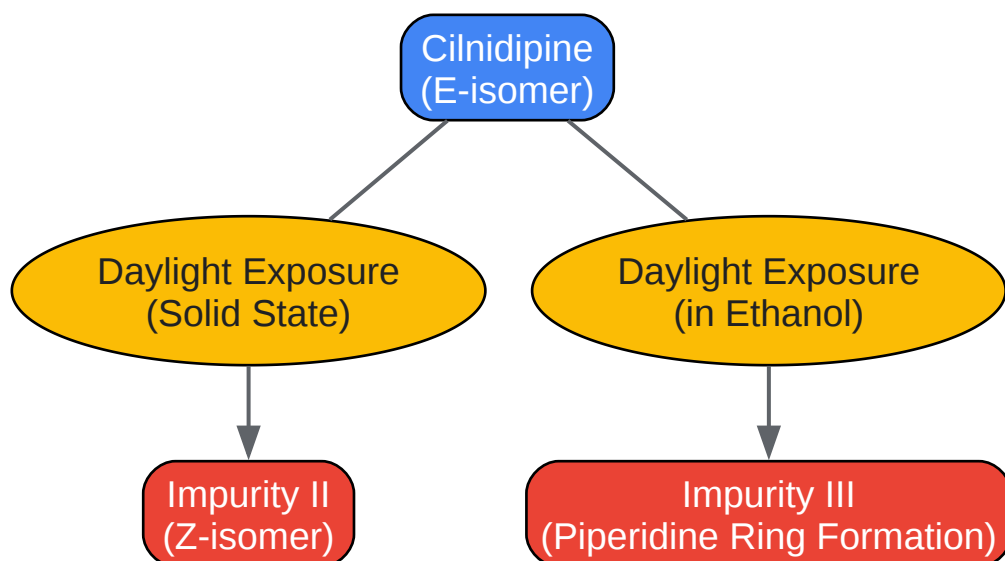 Cilnidipine
(E-isomer)
Daylight Exposure
(Solid State)
Daylight Exposure
(in Ethanol)
Impurity II
(Z-isomer)
Impurity III
(Piperidine Ring Formation)